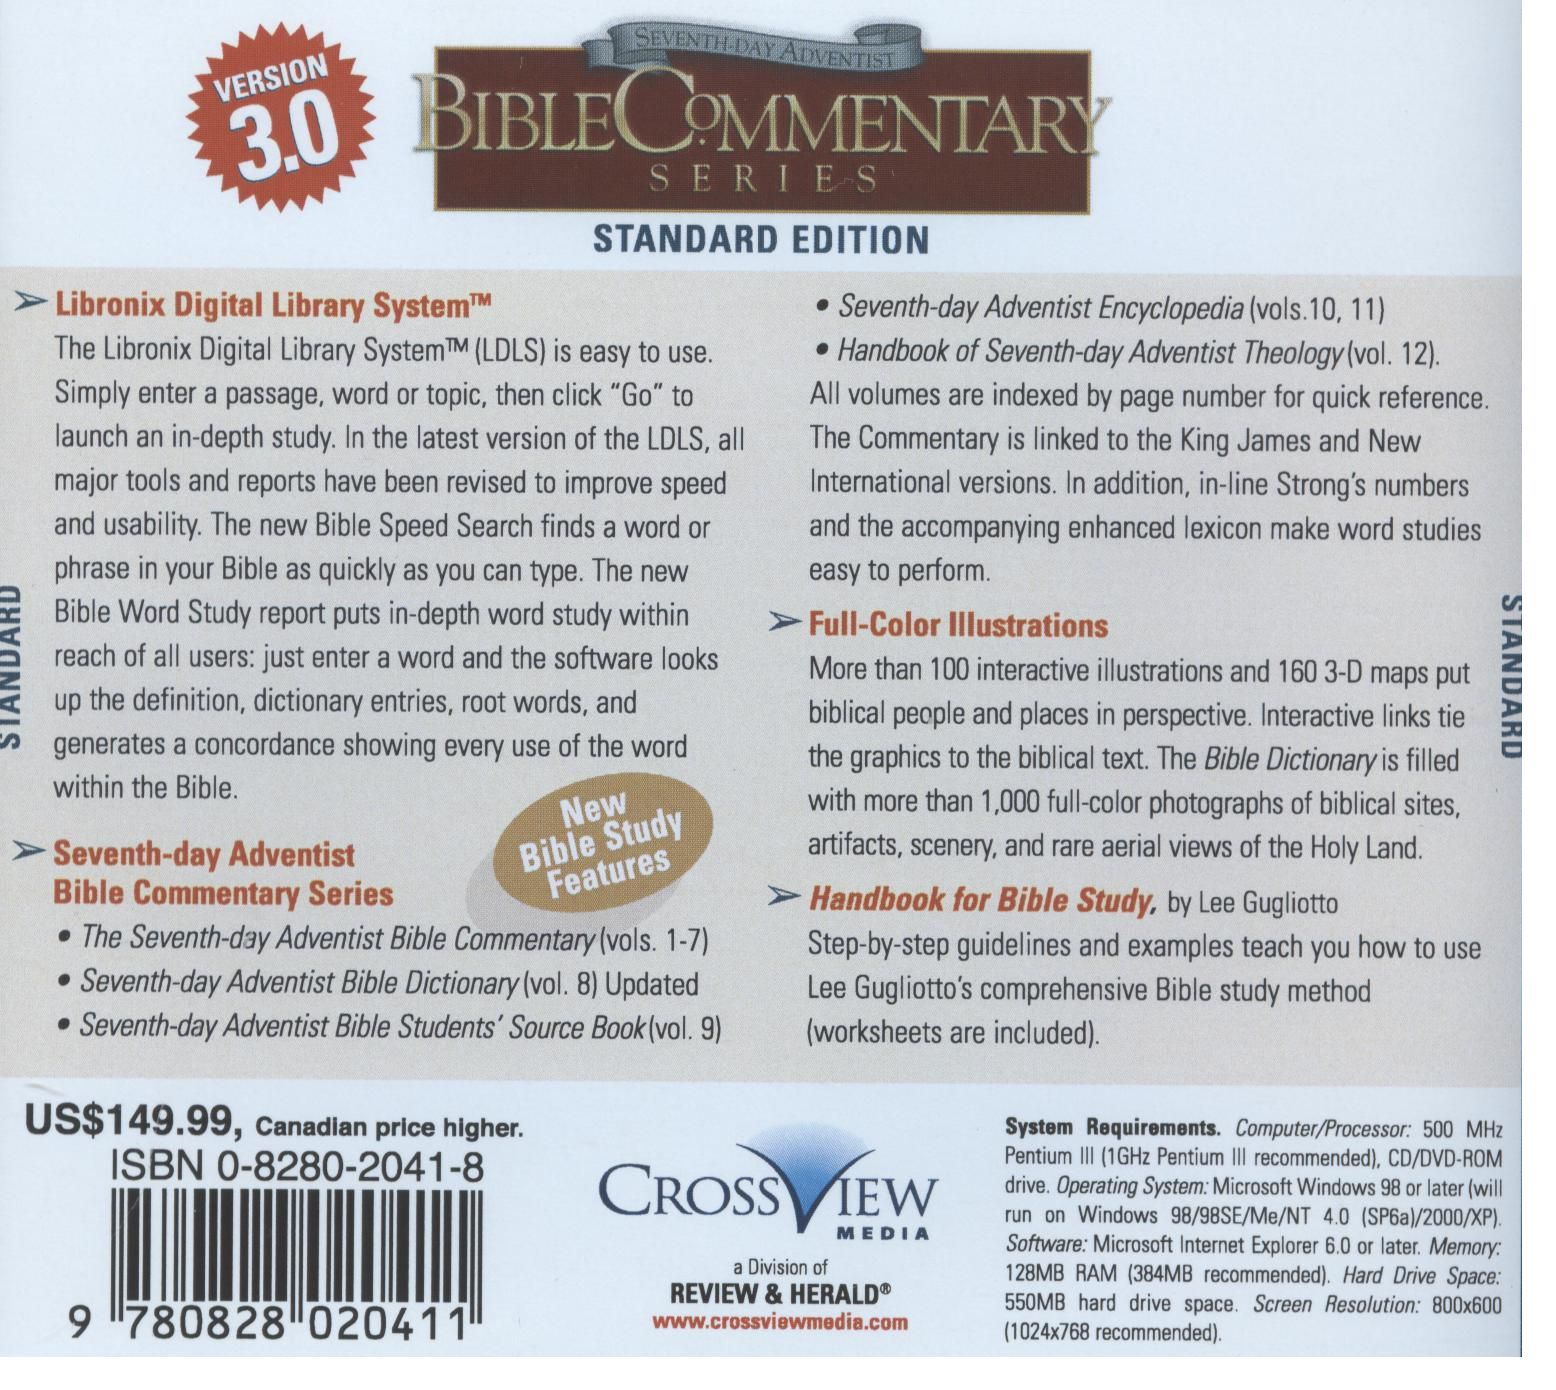 VERSION
3.0
SEVENTH-DAY ADVENTIST
BIBLE COMMENTARY
SERIES
STANDARD EDITION
STANDARD
➢ Libronix Digital Library System™
The Libronix Digital Library System™ (LDLS) is easy to use.
Simply enter a passage, word or topic, then click “Go” to
launch an in-depth study. In the latest version of the LDLS, all
major tools and reports have been revised to improve speed
and usability. The new Bible Speed Search finds a word or
phrase in your Bible as quickly as you can type. The new
Bible Word Study report puts in-depth word study within
reach of all users: just enter a word and the software looks
up the definition, dictionary entries, root words, and
generates a concordance showing every use of the word
within the Bible.
New
Bible Study
Features
➢ Seventh-day Adventist
Bible Commentary Series
• The Seventh-day Adventist Bible Commentary (vols. 1-7)
• Seventh-day Adventist Bible Dictionary (vol. 8) Updated
• Seventh-day Adventist Bible Students’ Source Book (vol. 9)
• Seventh-day Adventist Encyclopedia (vols.10, 11)
• Handbook of Seventh-day Adventist Theology (vol. 12).
All volumes are indexed by page number for quick reference.
The Commentary is linked to the King James and New
International versions. In addition, in-line Strong’s numbers
and the accompanying enhanced lexicon make word studies
easy to perform.
➢ Full-Color Illustrations
More than 100 interactive illustrations and 160 3-D maps put
biblical people and places in perspective. Interactive links tie
the graphics to the biblical text. The Bible Dictionary is filled
with more than 1,000 full-color photographs of biblical sites,
artifacts, scenery, and rare aerial views of the Holy Land.
➢ Handbook for Bible Study, by Lee Gugliotto
Step-by-step guidelines and examples teach you how to use
Lee Gugliotto’s comprehensive Bible study method
(worksheets are included).
STANDARD
US$149.99, Canadian price higher.
ISBN 0-8280-2041-8
9 780828 020411
CROSSVIEW
MEDIA
a Division of
REVIEW & HERALD®
www.crossviewmedia.com
System Requirements. Computer/Processor: 500 MHz
Pentium III (1GHz Pentium III recommended), CD/DVD-ROM
drive. Operating System: Microsoft Windows 98 or later (will
run on Windows 98/98SE/Me/NT 4.0 (SP6a)/2000/XP).
Software: Microsoft Internet Explorer 6.0 or later. Memory:
128MB RAM (384MB recommended). Hard Drive Space:
550MB hard drive space. Screen Resolution: 800x600
(1024x768 recommended).